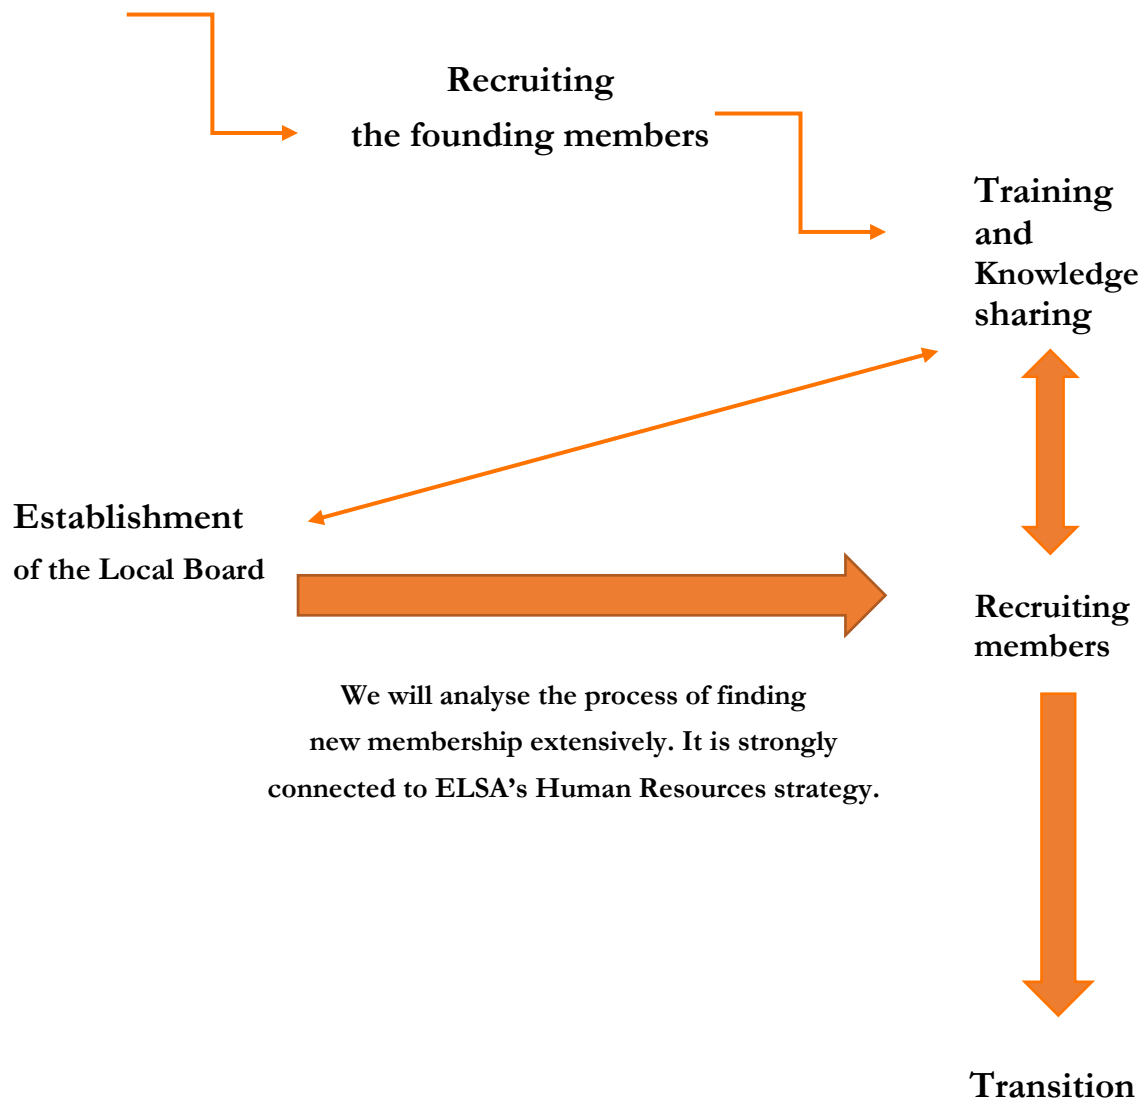 Recruiting
the founding members
Training
and
Knowledge
sharing
Establishment
of the Local Board
Recruiting
members
We will analyse the process of finding
new membership extensively. It is strongly
connected to ELSA’s Human Resources strategy.
Transition